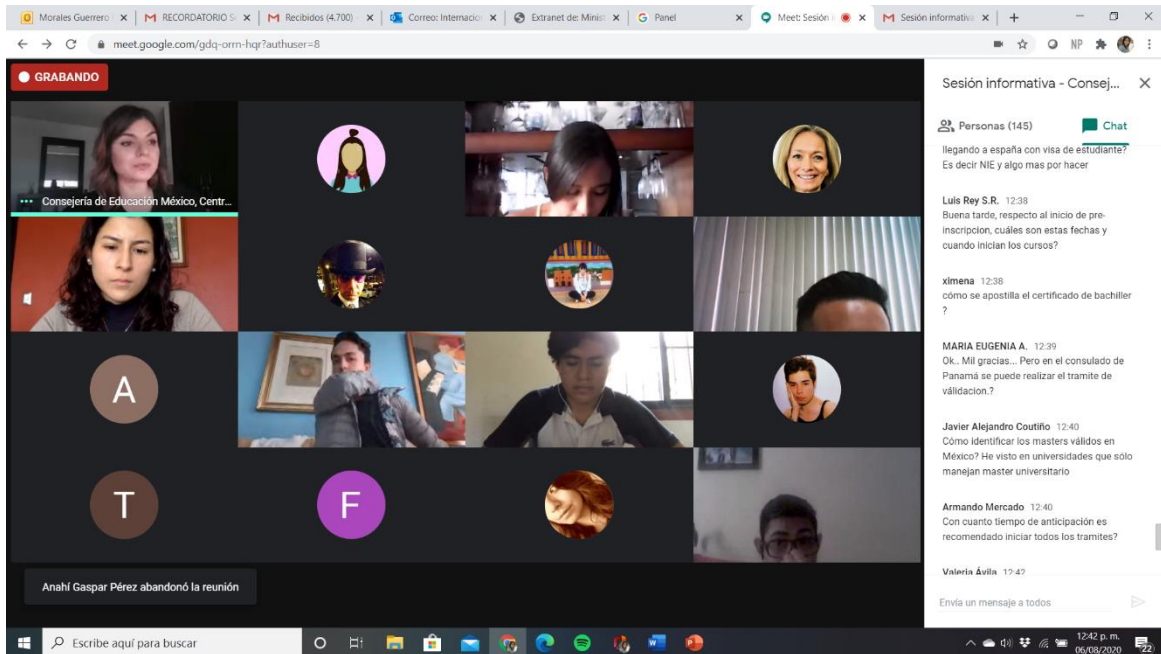 Morales Guerrero
RECORDATORIO S
Recibidos (4.700)
Correo: Internacio
Extranet de: Minist
Panel
Meet: Sesión i
Sesión informativa
meet.google.com/gdq-orrn-hqr?authuser=8
NP
GRABANDO
Consejería de Educación México, Centr...
A
T
F
Anahí Gaspar Pérez abandonó la reunión
Sesión informativa - Consej...
Personas (145)
Chat
llegando a españa con visa de estudiante?
Es decir NIE y algo mas por hacer
Luis Rey S.R. 12:38
Buena tarde, respecto al inicio de pre-
inscripcion, cuáles son estas fechas y
cuando inician los cursos?
ximena 12:38
cómo se apostilla el certificado de bachiller
?
MARIA EUGENIA A. 12:39
Ok.. Mil gracias... Pero en el consulado de
Panamá se puede realizar el tramite de
válidacion.?
Javier Alejandro Coutiño 12:40
Cómo identificar los masters válidos en
México? He visto en universidades que sólo
manejan master universitario
Armando Mercado 12:40
Con cuanto tiempo de anticipación es
recomendado iniciar todos los tramites?
Valeria Ávila 12:42
Envía un mensaje a todos
Escribe aquí para buscar
12:42 p. m.
06/08/2020
22